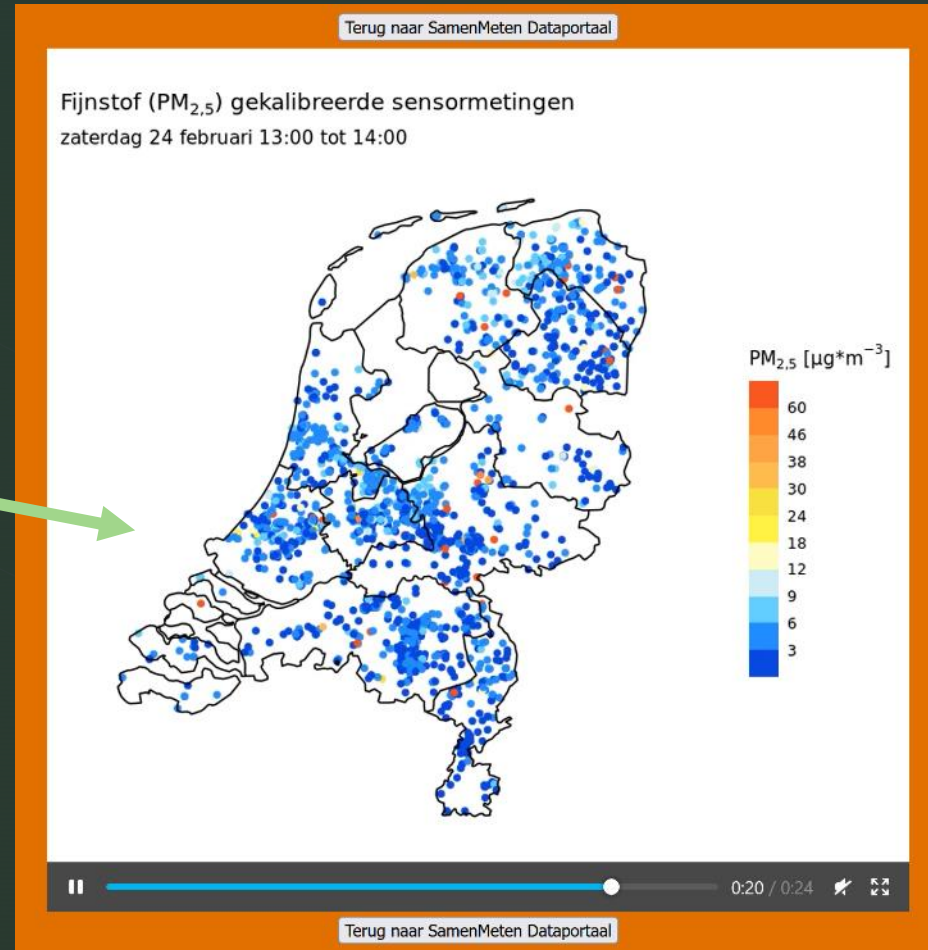 Terug naar SamenMeten Dataportaal
Fijnstof (PM₂,₅) gekalibreerde sensormetingen
zaterdag 24 februari 13:00 tot 14:00
PM₂,₅ [µg*m⁻³]
60
46
38
30
24
18
12
9
6
3
0:20 / 0:24
Terug naar SamenMeten Dataportaal